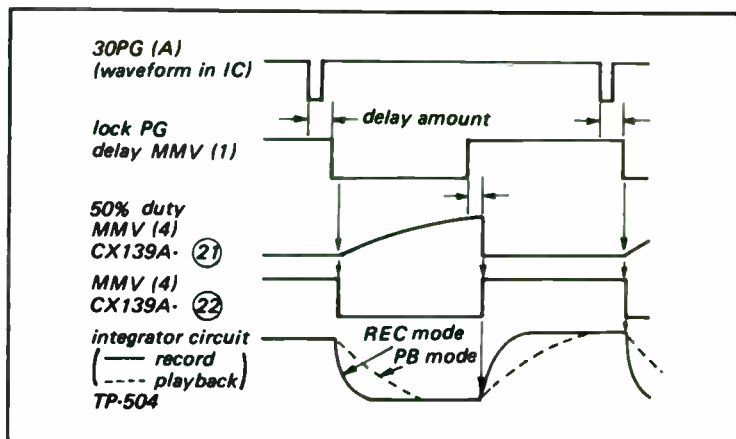 30PG (A)
(waveform in IC)
delay amount
lock PG
delay MMV (1)
50% duty
MMV (4)
CX139A· 21
MMV (4)
CX139A· 22
integrator circuit
REC mode
( — record
PB mode
---- playback)
TP·504